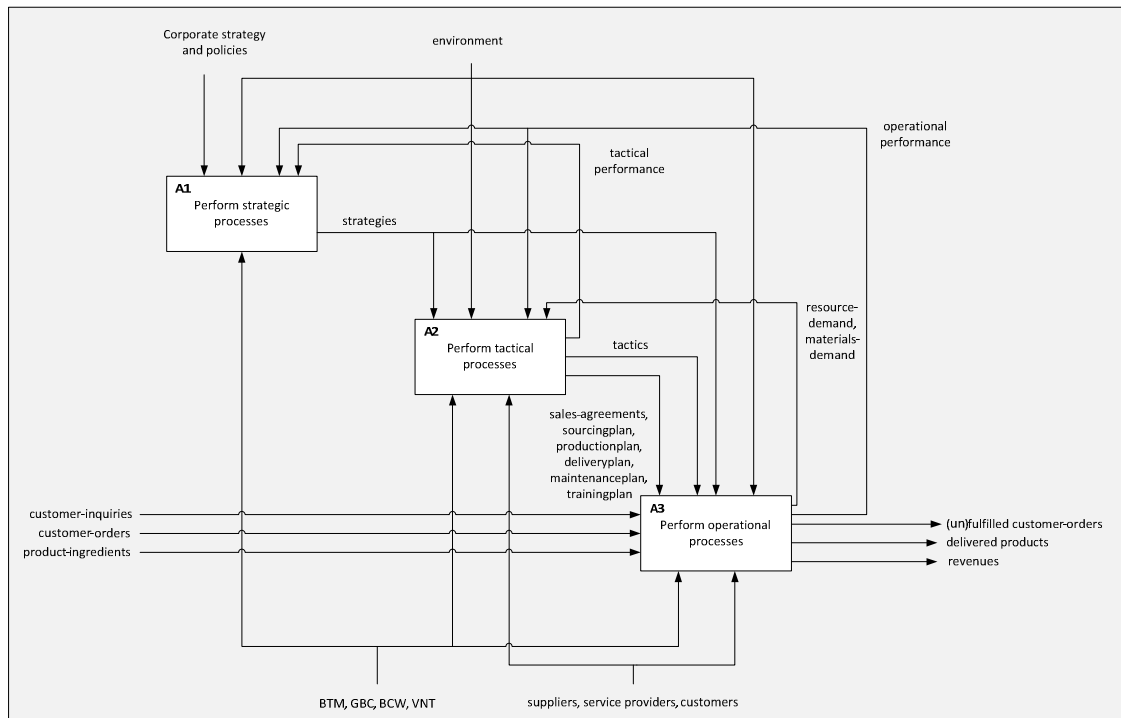 Corporate strategy
and policies
environment
operational
performance
tactical
performance
A1
Perform strategic
processes
strategies
resource-
demand,
materials-
demand
A2
Perform tactical
processes
tactics
sales-agreements,
sourcingplan,
productionplan,
deliveryplan,
maintenanceplan,
trainingplan
A3
Perform operational
processes
customer-inquiries
customer-orders
product-ingredients
(un)fulfilled customer-orders
delivered products
revenues
BTM, GBC, BCW, VNT
suppliers, service providers, customers